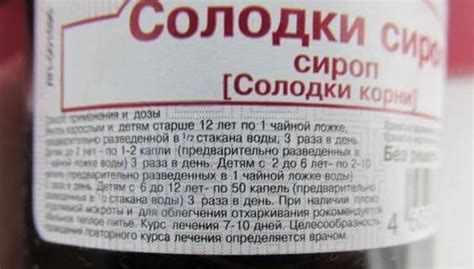 Солодки сироп
сироп
[Солодки корни]
Способ применения и дозы
взрослым и детям старше 12 лет по 1 чайной ложке,
предварительно разведенной в 1/2 стакана воды, 3 раза в день.
Детям до 2 лет- по 1-2 капли (предварительно разведенных
в чайной ложке воды) 3 раза в день. Детям с 2 до 6 лет- по 2-10
(предварительно разведенных в 1 чайной ложке воды)
3 раза в день. Детям с 6 до 12 лет- по 50 капель (предварительно
разведенных в 1/2 стакана воды) 3 раза в день. При наличии плохо
мокроты и для облегчения отхаркивания рекомендуется
питье. Курс лечения 7-10 дней. Целесообразность
повторного курса лечения определяется врачом.
Без
4